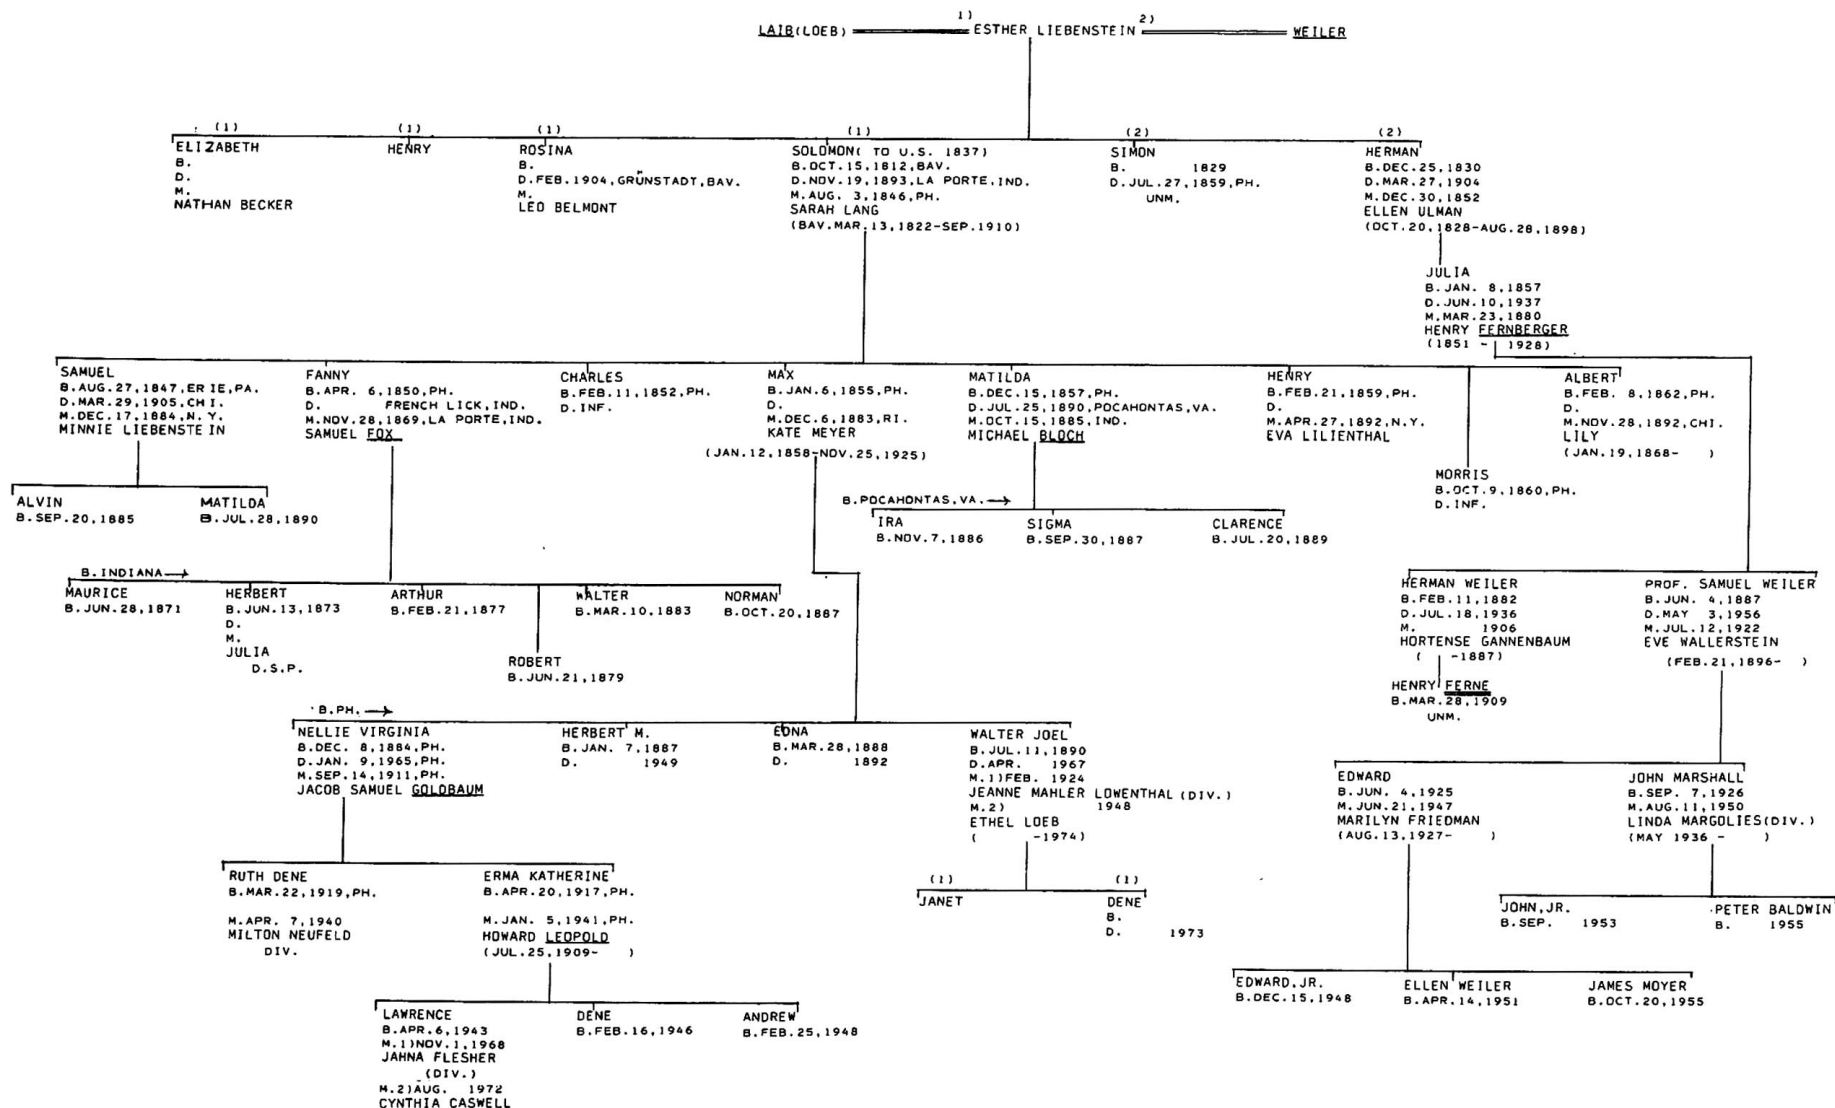 1) 2)
LAIB(LOEB) ESTHER LIEBENSTEIN WEILER
(1) (1) (1) (1) (2) (2)
ELIZABETH
B.
D.
M.
NATHAN BECKER
HENRY
ROSINA
B.
D.FEB.1904,GRÜNSTADT,BAV.
M.
LEO BELMONT
SOLOMON( TO U.S. 1837)
B.OCT.15,1812,BAV.
D.NOV.19,1893,LA PORTE,IND.
M.AUG. 3,1846,PH.
SARAH LANG
(BAV.MAR.13,1822-SEP.1910)
SIMON
B. 1829
D.JUL.27,1859,PH.
UNM.
HERMAN
B.DEC.25,1830
D.MAR.27,1904
M.DEC.30,1852
ELLEN ULMAN
(OCT.20,1828-AUG.28,1898)
JULIA
B.JAN. 8,1857
D.JUN.10,1937
M.MAR.23,1880
HENRY FERNBERGER
(1851 - 1928)
SAMUEL
B.AUG.27,1847,ERIE,PA.
D.MAR.29,1905,CHI.
M.DEC.17,1884,N.Y.
MINNIE LIEBENSTEIN
FANNY
B.APR. 6,1850,PH.
D. FRENCH LICK,IND.
M.NOV.28,1869,LA PORTE,IND.
SAMUEL FOX
CHARLES
B.FEB.11,1852,PH.
D.INF.
MAX
B.JAN.6,1855,PH.
D.
M.DEC.6,1883,RI.
KATE MEYER
(JAN.12,1858-NOV.25,1925)
MATILDA
B.DEC.15,1857,PH.
D.JUL.25,1890,POCAHONTAS,VA.
M.OCT.15,1885,IND.
MICHAEL BLOCH
HENRY
B.FEB.21,1859,PH.
D.
M.APR.27,1892,N.Y.
EVA LILIENTHAL
MORRIS
B.OCT.9,1860,PH.
D.INF.
ALBERT
B.FEB. 8,1862,PH.
D.
M.NOV.28,1892,CHI.
LILY
(JAN.19,1868- )
ALVIN
B.SEP.20,1885
MATILDA
B.JUL.28,1890
B.POCAHONTAS,VA.→
IRA
B.NOV.7,1886
SIGMA
B.SEP.30,1887
CLARENCE
B.JUL.20,1889
B.INDIANA→
MAURICE
B.JUN.28,1871
HERBERT
B.JUN.13,1873
D.
M.
JULIA
D.S.P.
ARTHUR
B.FEB.21,1877
ROBERT
B.JUN.21,1879
WALTER
B.MAR.10,1883
NORMAN
B.OCT.20,1887
HERMAN WEILER
B.FEB.11,1882
D.JUL.18,1936
M. 1906
HORTENSE GANNENBAUM
( -1887)
HENRY FERNE
B.MAR.28,1909
UNM.
PROF. SAMUEL WEILER
B.JUN. 4,1887
D.MAY 3,1956
M.JUL.12,1922
EVE WALLERSTEIN
(FEB.21,1896- )
B.PH. →
NELLIE VIRGINIA
B.DEC. 8,1884,PH.
D.JAN. 9,1965,PH.
M.SEP.14,1911,PH.
JACOB SAMUEL GOLDBAUM
HERBERT M.
B.JAN. 7,1887
D. 1949
EDNA
B.MAR.28,1888
D. 1892
WALTER JOEL
B.JUL.11,1890
D.APR. 1967
M.1)FEB. 1924
JEANNE MAHLER LOWENTHAL(DIV.)
M.2) 1948
ETHEL LOEB
( -1974)
EDWARD
B.JUN. 4,1925
M.JUN.21,1947
MARILYN FRIEDMAN
(AUG.13,1927- )
JOHN MARSHALL
B.SEP. 7,1926
M.AUG.11,1950
LINDA MARGOLIES(DIV.)
(MAY 1936 - )
RUTH DENE
B.MAR.22,1919,PH.
M.APR. 7,1940
MILTON NEUFELD
DIV.
ERMA KATHERINE
B.APR.20,1917,PH.
M.JAN. 5,1941,PH.
HOWARD LEOPOLD
(JUL.25,1909- )
(1) (1)
JANET
DENE
B.
D. 1973
JOHN,JR.
B.SEP. 1953
PETER BALDWIN
B. 1955
EDWARD,JR.
B.DEC.15,1948
ELLEN WEILER
B.APR.14,1951
JAMES MOYER
B.OCT.20,1955
LAWRENCE
B.APR.6,1943
M.1)NOV.1,1968
JAHNA FLESHER
(DIV.)
M.2)AUG. 1972
CYNTHIA CASWELL
DENE
B.FEB.16,1946
ANDREW
B.FEB.25,1948